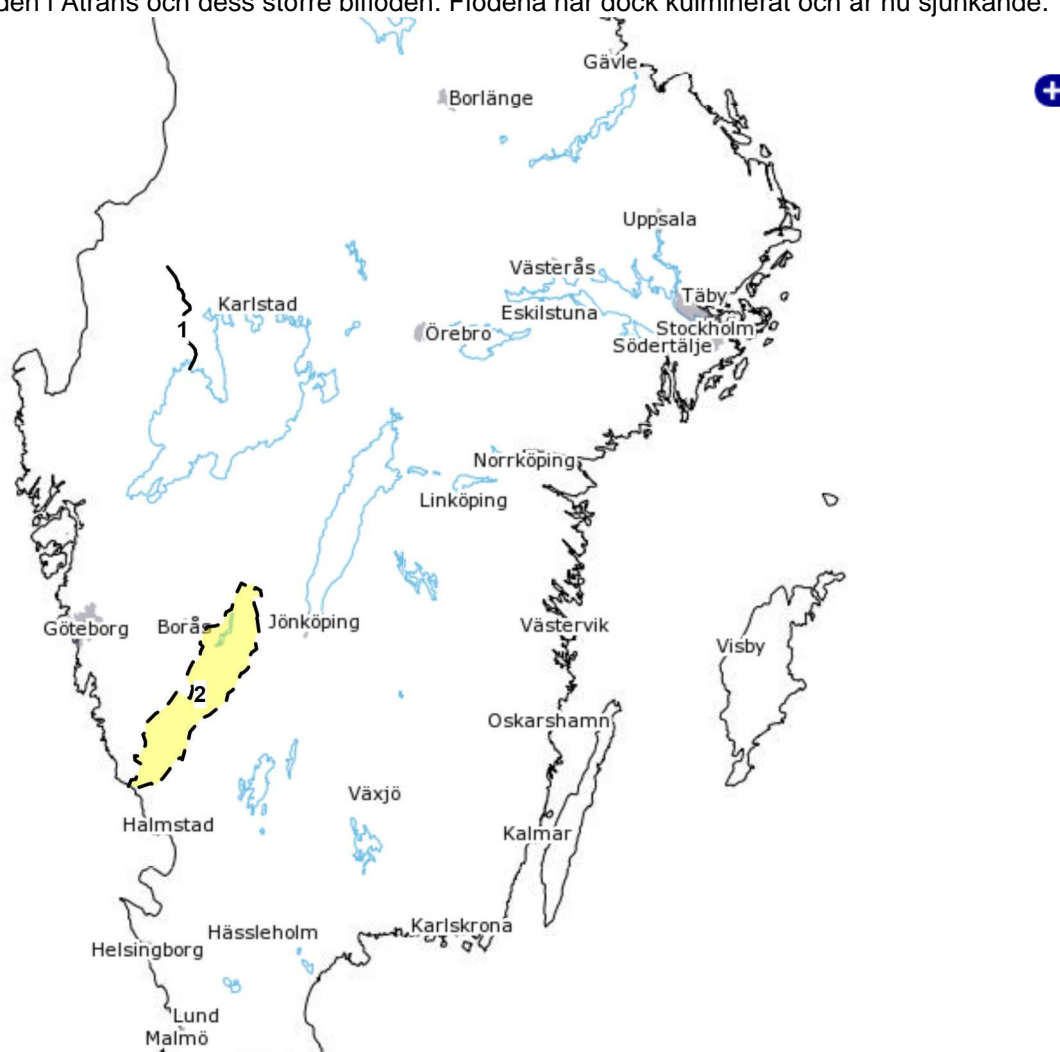 den i Ätrans och dess större biflöden. Flödena har dock kulminerat och är nu sjunkande.
Gävle
Borlänge
Uppsala
Västerås
Täby
Karlstad
Eskilstuna
1
Örebro
Stockholm
Södertälje
Norrköping
Linköping
Göteborg
Borås
Jönköping
Västervik
Visby
2
Oskarshamn
Växjö
Halmstad
Kalmar
Karlskrona
Hässleholm
Helsingborg
Lund
Malmö